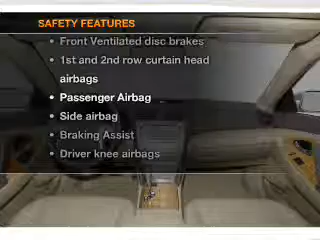 SAFETY FEATURES
• Front Ventilated disc brakes
• 1st and 2nd row curtain head
airbags
• Passenger Airbag
• Side airbag
• Braking Assist
• Driver knee airbags